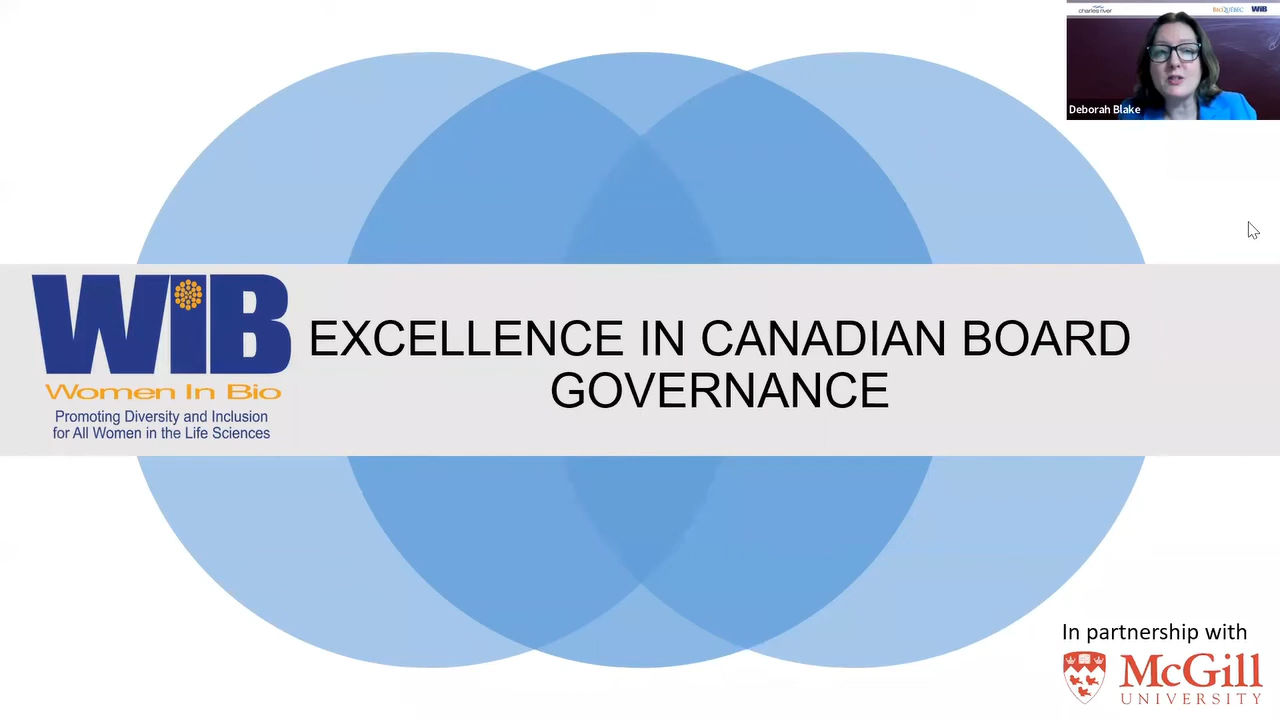 charles river
BIOQUÉBEC
WIB
Deborah Blake
WIB
Women In Bio
Promoting Diversity and Inclusion
for All Women in the Life Sciences
EXCELLENCE IN CANADIAN BOARD
GOVERNANCE
In partnership with
McGill
UNIVERSITY